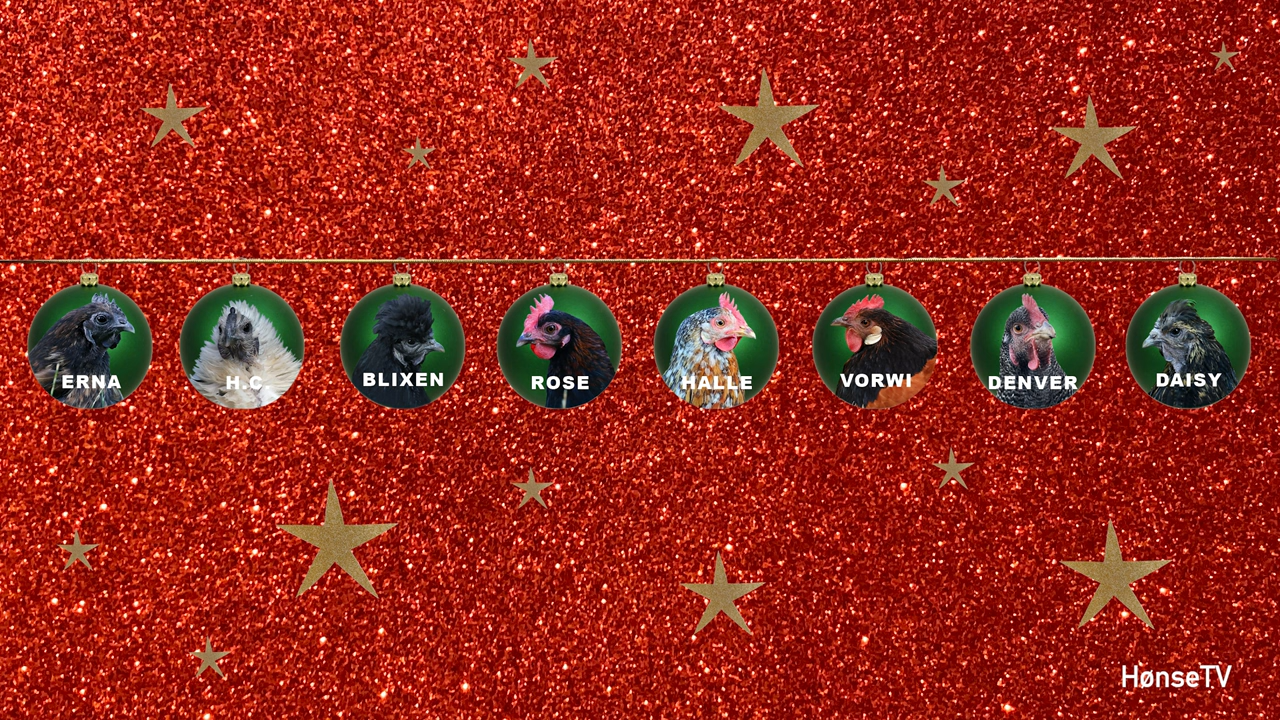 ERNA
H.C.
BLIXEN
ROSE
HALLE
VORWI
DENVER
DAISY
HønseTV